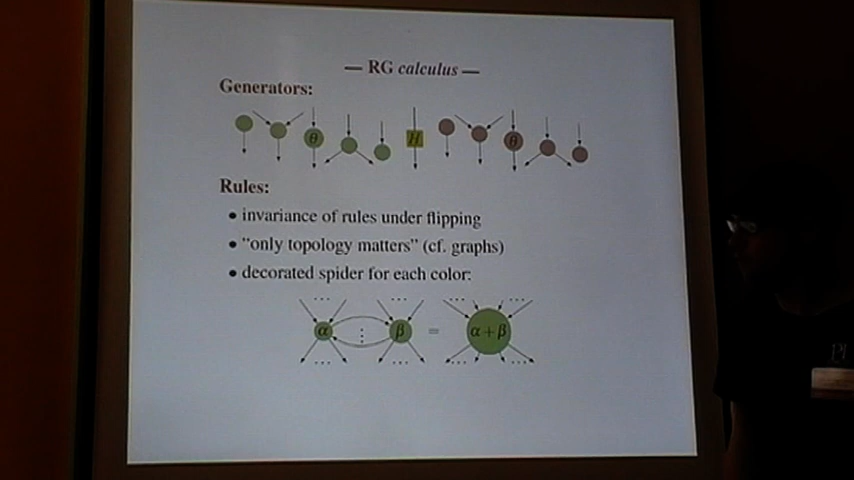 — RG calculus —
Generators:
θ H θ
Rules:
• invariance of rules under flipping
• "only topology matters" (cf. graphs)
• decorated spider for each color:
... ... ... ...
α ⋮ β = α+β
... ... ... ...